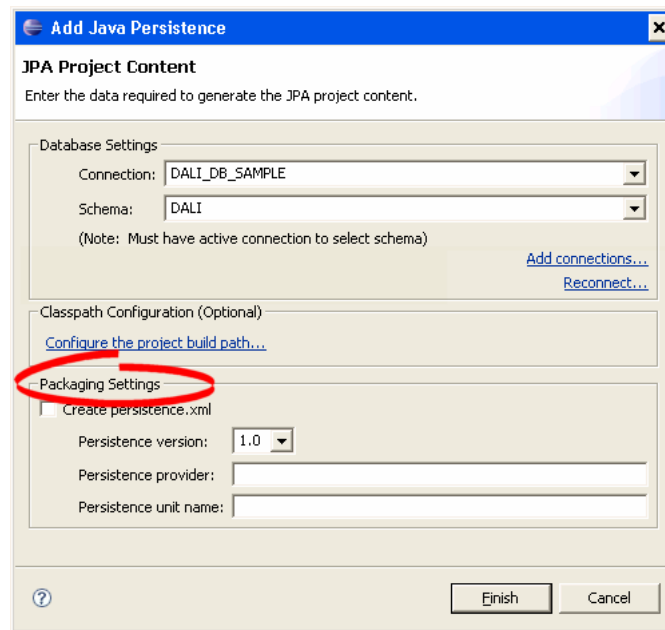 Add Java Persistence
JPA Project Content
Enter the data required to generate the JPA project content.
Database Settings
Connection: DALI_DB_SAMPLE
Schema: DALI
(Note: Must have active connection to select schema)
Add connections...
Reconnect...
Classpath Configuration (Optional)
Configure the project build path...
Packaging Settings
Create persistence.xml
Persistence version: 1.0
Persistence provider:
Persistence unit name:
?
Finish Cancel